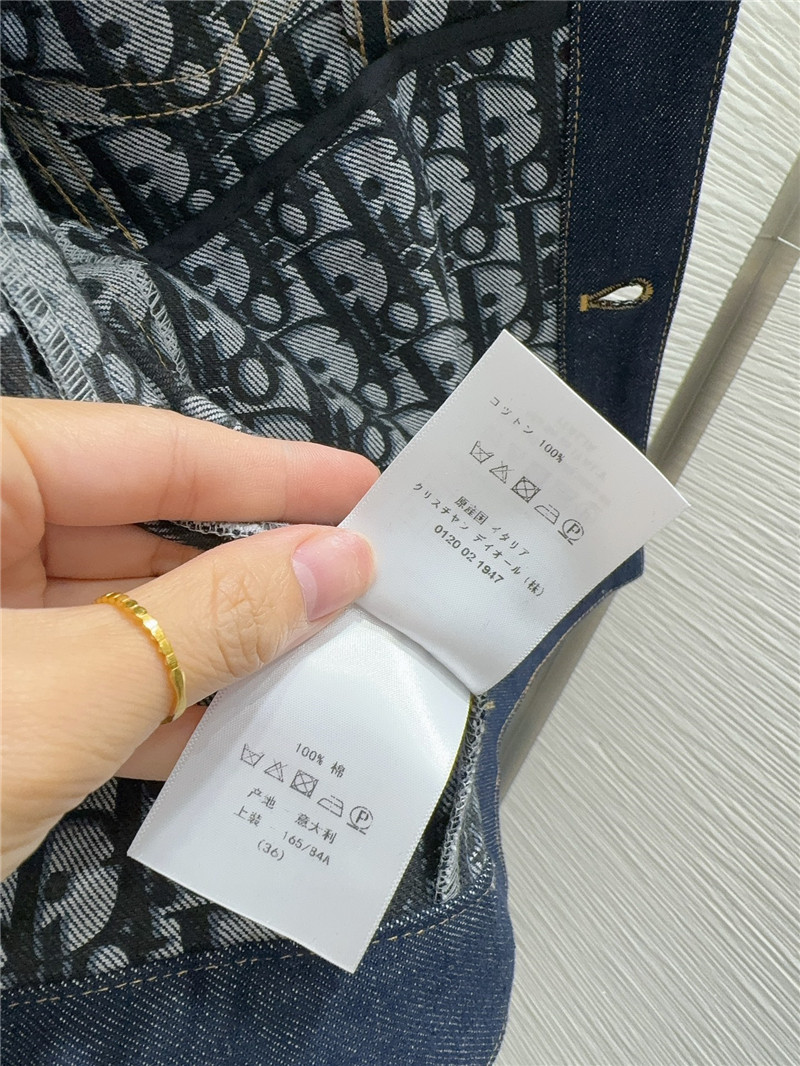 コットン 100%
P
原産国 イタリア
クリスチャン デイオール (株)
0120 02 1947
100% 棉
P
产地 意大利
上装 165/84A
(36)
Dior